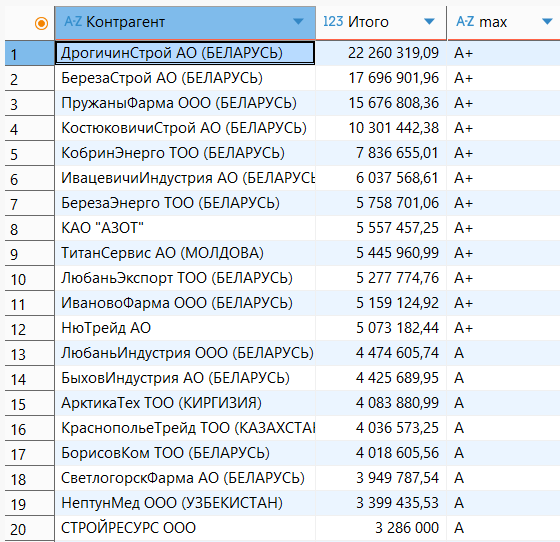 A-Z Контрагент 123 Итого A-Z max
1 ДрогичинСтрой АО (БЕЛАРУСЬ) 22 260 319,09 A+
2 БерезаСтрой АО (БЕЛАРУСЬ) 17 696 901,96 A+
3 ПружаныФарма ООО (БЕЛАРУСЬ) 15 676 808,36 A+
4 КостюковичиСтрой АО (БЕЛАРУСЬ) 10 301 442,38 A+
5 КобринЭнерго ТОО (БЕЛАРУСЬ) 7 836 655,01 A+
6 ИвацевичиИндустрия АО (БЕЛАРУСЬ 6 037 568,61 A+
7 БерезаЭнерго ТОО (БЕЛАРУСЬ) 5 758 701,06 A+
8 КАО "АЗОТ" 5 557 457,25 A+
9 ТитанСервис АО (МОЛДОВА) 5 445 960,99 A+
10 ЛюбаньЭкспорт ТОО (БЕЛАРУСЬ) 5 277 774,76 A+
11 ИвановоФарма ООО (БЕЛАРУСЬ) 5 159 124,92 A+
12 НюТрейд АО 5 073 182,44 A+
13 ЛюбаньИндустрия ООО (БЕЛАРУСЬ) 4 474 605,74 A
14 БыховИндустрия АО (БЕЛАРУСЬ) 4 425 689,95 A
15 АрктикаТех ТОО (КИРГИЗИЯ) 4 083 880,99 A
16 КраснопольеТрейд ТОО (КАЗАХСТАН 4 036 573,25 A
17 БорисовКом ТОО (БЕЛАРУСЬ) 4 018 605,56 A
18 СветлогорскФарма АО (БЕЛАРУСЬ) 3 949 787,54 A
19 НептунМед ООО (УЗБЕКИСТАН) 3 399 435,53 A
20 СТРОЙРЕСУРС ООО 3 286 000 A